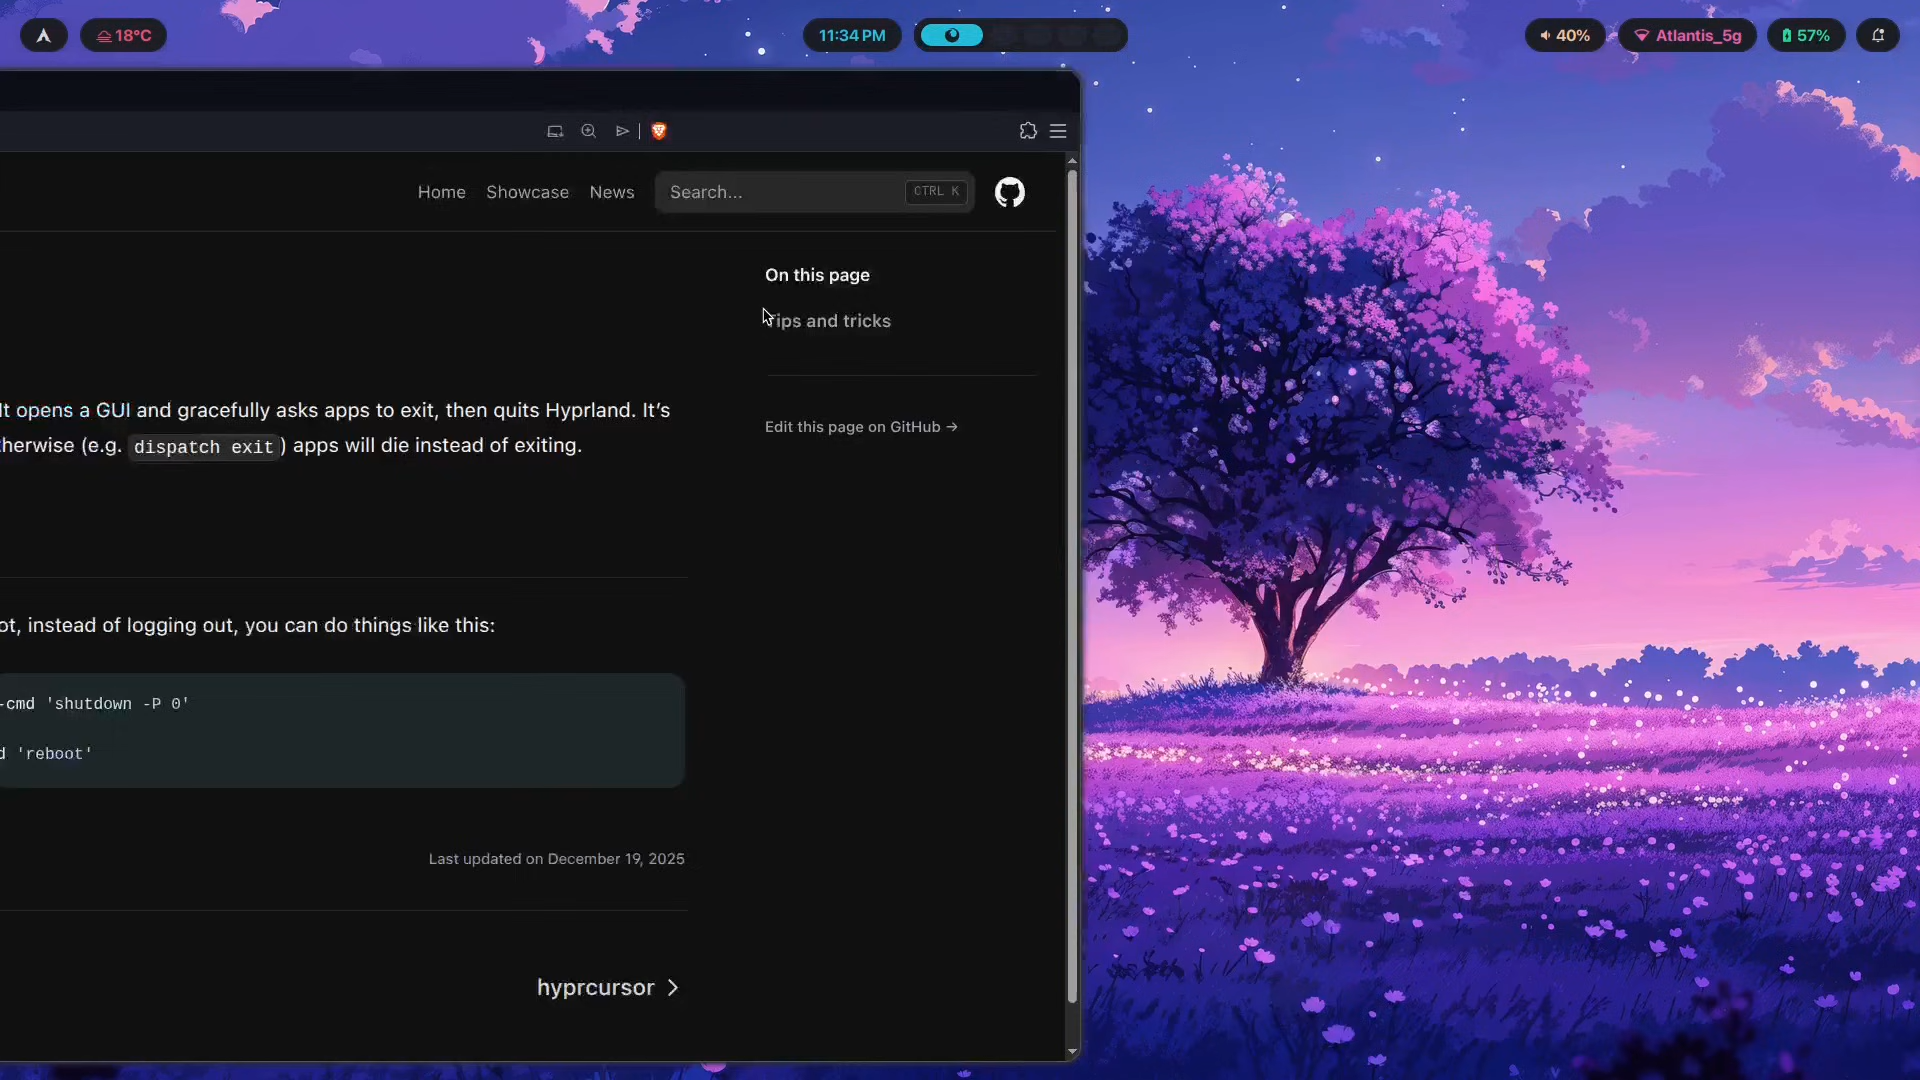 18°C
11:34 PM
40%
Atlantis_5g
57%
Home
Showcase
News
Search...
CTRL K
On this page
Tips and tricks
Edit this page on GitHub →
It opens a GUI and gracefully asks apps to exit, then quits Hyprland. It’s
herwise (e.g. dispatch exit) apps will die instead of exiting.
ot, instead of logging out, you can do things like this:
-cmd 'shutdown -P 0'
d 'reboot'
Last updated on December 19, 2025
hyprcursor